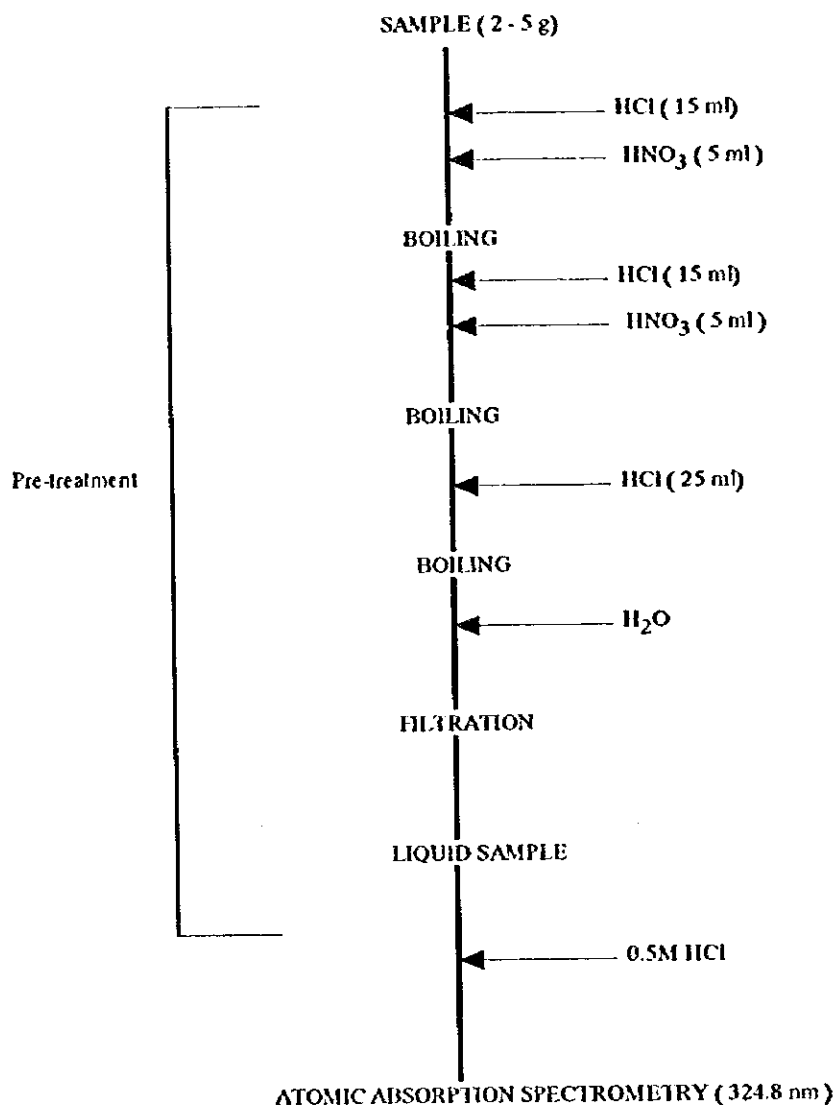 SAMPLE ( 2 - 5 g)
HCl ( 15 ml)
HNO₃ ( 5 ml )
BOILING
HCl ( 15 ml)
HNO₃ ( 5 ml )
BOILING
Pre-treatment
HCl ( 25 ml)
BOILING
H₂O
FILTRATION
LIQUID SAMPLE
0.5M HCl
ATOMIC ABSORPTION SPECTROMETRY ( 324.8 nm )